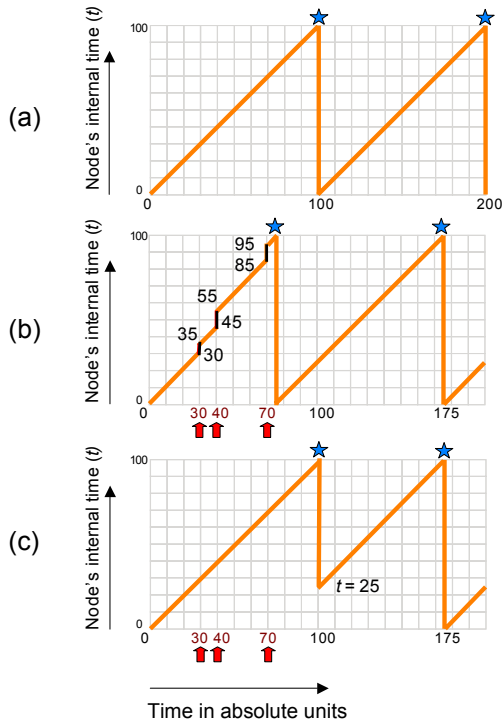 (a)
Node's internal time (t)
100
0
0 100 200
(b)
Node's internal time (t)
100
95
85
55
45
35
30
0
0 30 40 70 100 175
(c)
Node's internal time (t)
100
t = 25
0
0 30 40 70 100 175
Time in absolute units